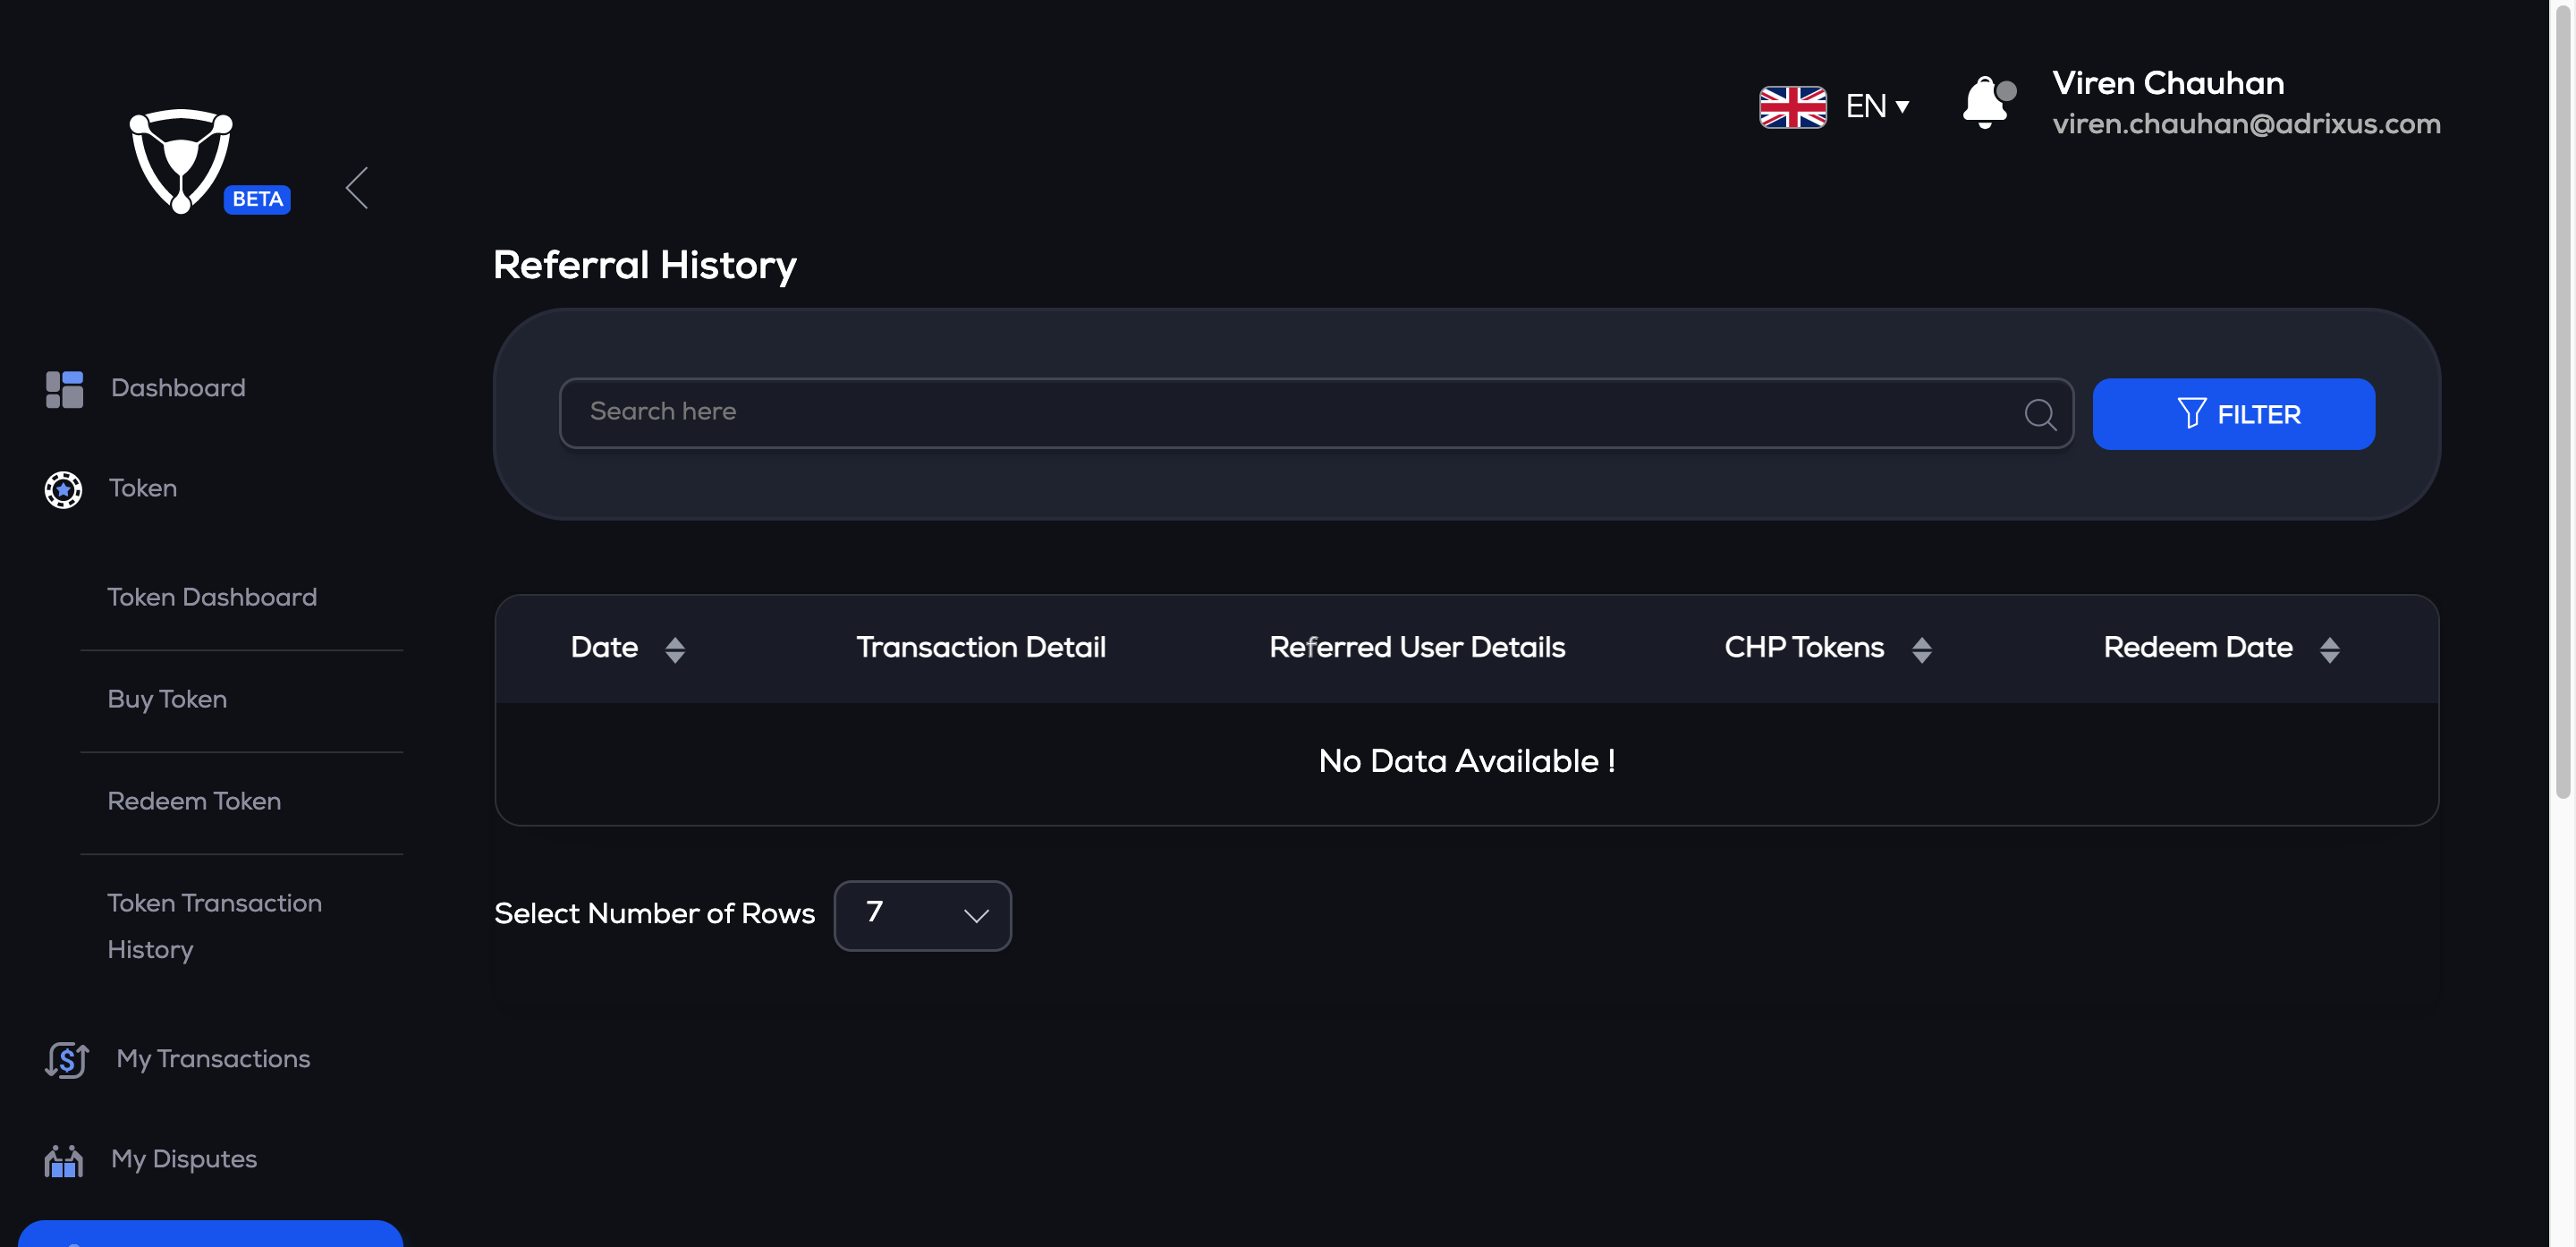 BETA
EN
Viren Chauhan
viren.chauhan@adrixus.com
Dashboard
Token
Token Dashboard
Buy Token
Redeem Token
Token Transaction
History
My Transactions
My Disputes
Referral History
Search here
FILTER
Date Transaction Detail Referred User Details CHP Tokens Redeem Date
No Data Available !
Select Number of Rows 7